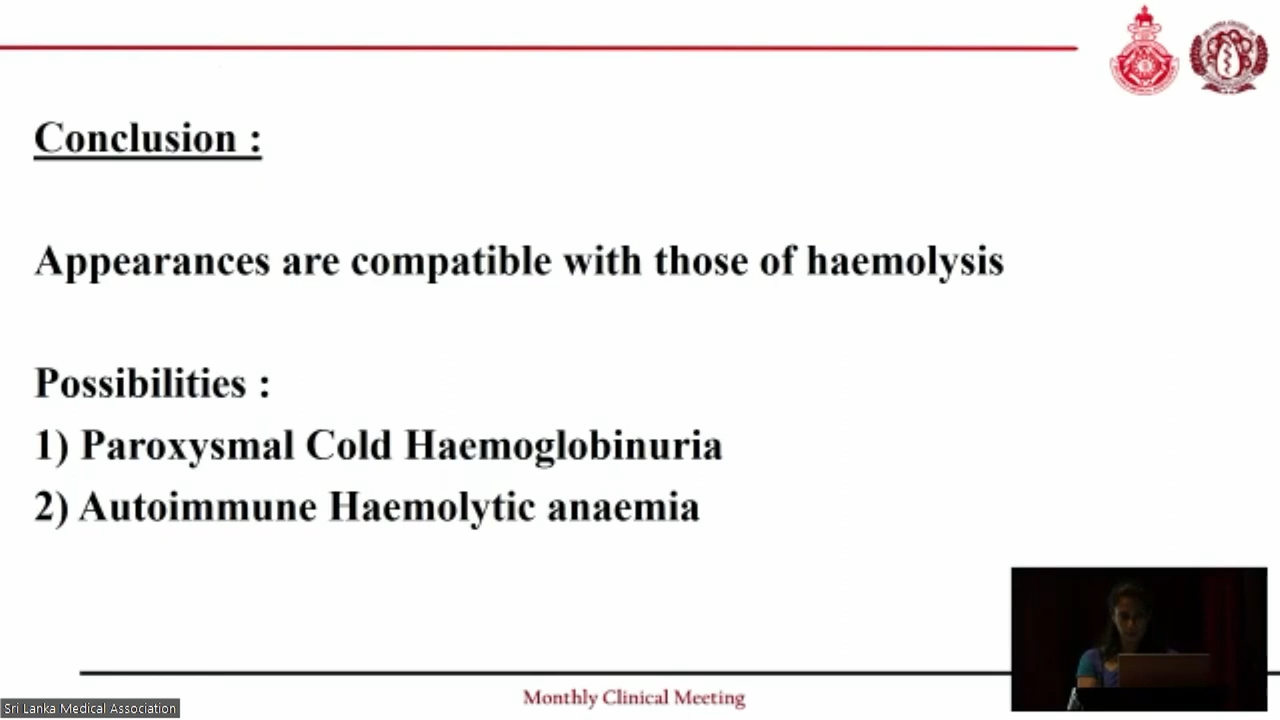 Conclusion :
Appearances are compatible with those of haemolysis
Possibilities :
1) Paroxysmal Cold Haemoglobinuria
2) Autoimmune Haemolytic anaemia
Monthly Clinical Meeting
Sri Lanka Medical Association